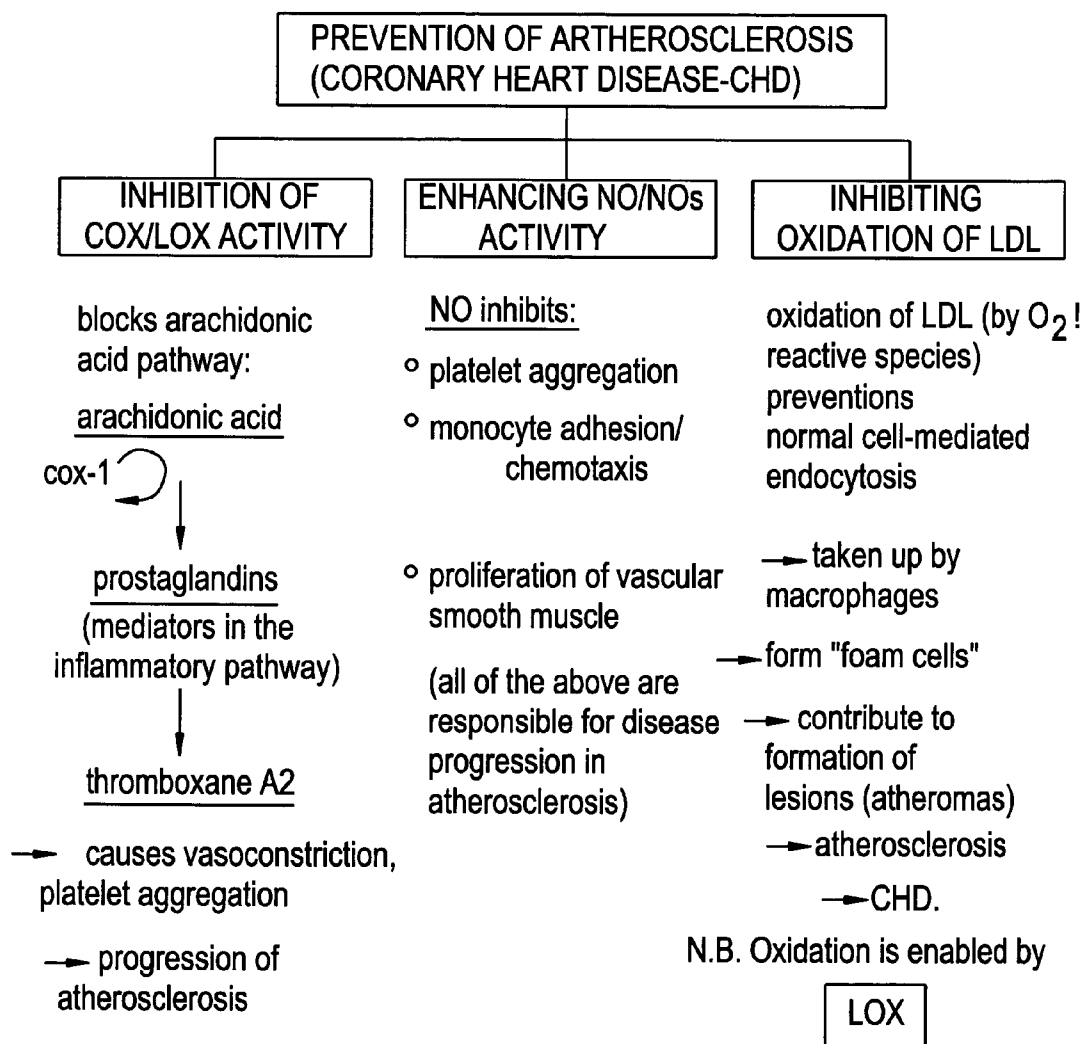 PREVENTION OF ARTHEROSCLEROSIS
(CORONARY HEART DISEASE-CHD)
INHIBITION OF
COX/LOX ACTIVITY
blocks arachidonic
acid pathway:
arachidonic acid
cox-1
prostaglandins
(mediators in the
inflammatory pathway)
thromboxane A2
→ causes vasoconstriction,
platelet aggregation
→ progression of
atherosclerosis
ENHANCING NO/NOs
ACTIVITY
NO inhibits:
° platelet aggregation
° monocyte adhesion/
chemotaxis
° proliferation of vascular
smooth muscle
(all of the above are
responsible for disease
progression in
atherosclerosis)
INHIBITING
OXIDATION OF LDL
oxidation of LDL (by O2!
reactive species)
preventions
normal cell-mediated
endocytosis
→ taken up by
macrophages
→ form "foam cells"
→ contribute to
formation of
lesions (atheromas)
→ atherosclerosis
→ CHD.
N.B. Oxidation is enabled by
LOX